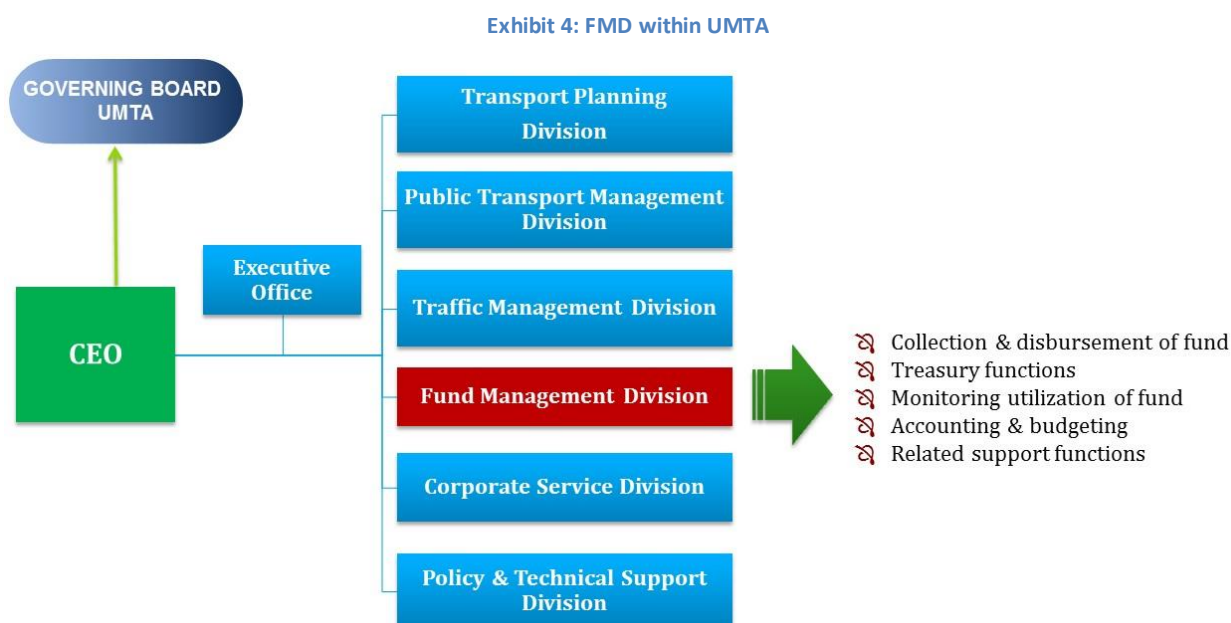 Exhibit 4: FMD within UMTA
GOVERNING BOARD
UMTA
CEO
Executive
Office
Transport Planning
Division
Public Transport Management
Division
Traffic Management Division
Fund Management Division
Corporate Service Division
Policy & Technical Support
Division
Collection & disbursement of fund
Treasury functions
Monitoring utilization of fund
Accounting & budgeting
Related support functions